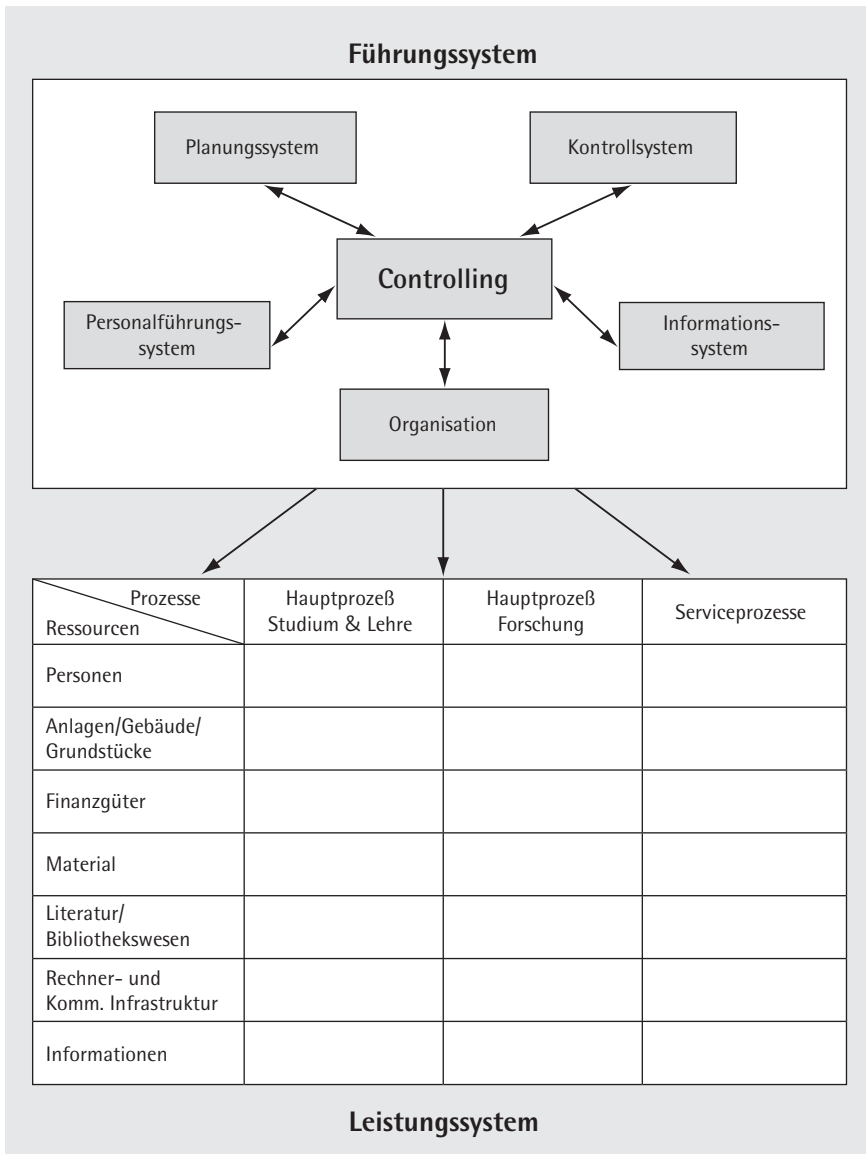 Führungssystem
Planungssystem
Kontrollsystem
Controlling
Personalführungs-
system
Informations-
system
Organisation
Prozesse
Ressourcen
Hauptprozeß
Studium & Lehre
Hauptprozeß
Forschung
Serviceprozesse
Personen
Anlagen/Gebäude/
Grundstücke
Finanzgüter
Material
Literatur/
Bibliothekswesen
Rechner- und
Komm. Infrastruktur
Informationen
Leistungssystem